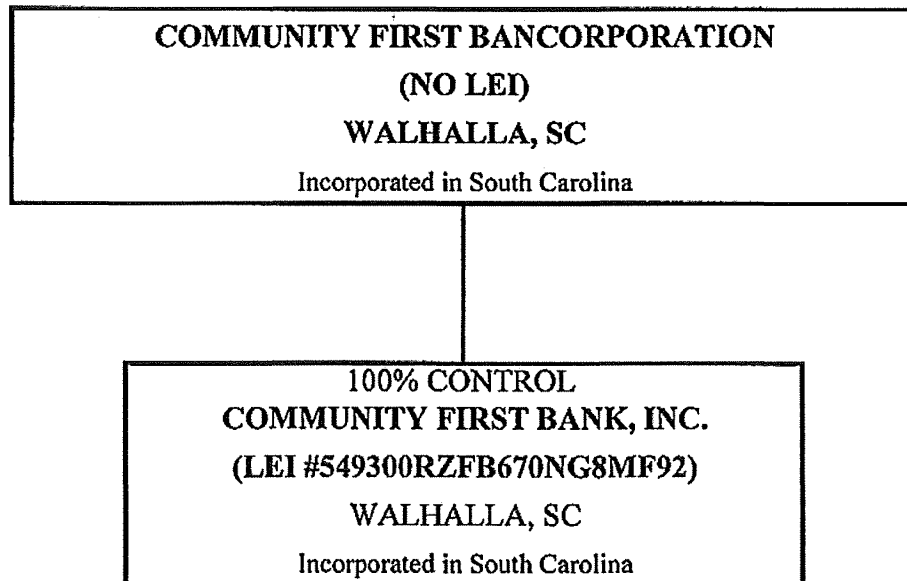 COMMUNITY FIRST BANCORPORATION
(NO LEI)
WALHALLA, SC
Incorporated in South Carolina
100% CONTROL
COMMUNITY FIRST BANK, INC.
(LEI #549300RZFB670NG8MF92)
WALHALLA, SC
Incorporated in South Carolina